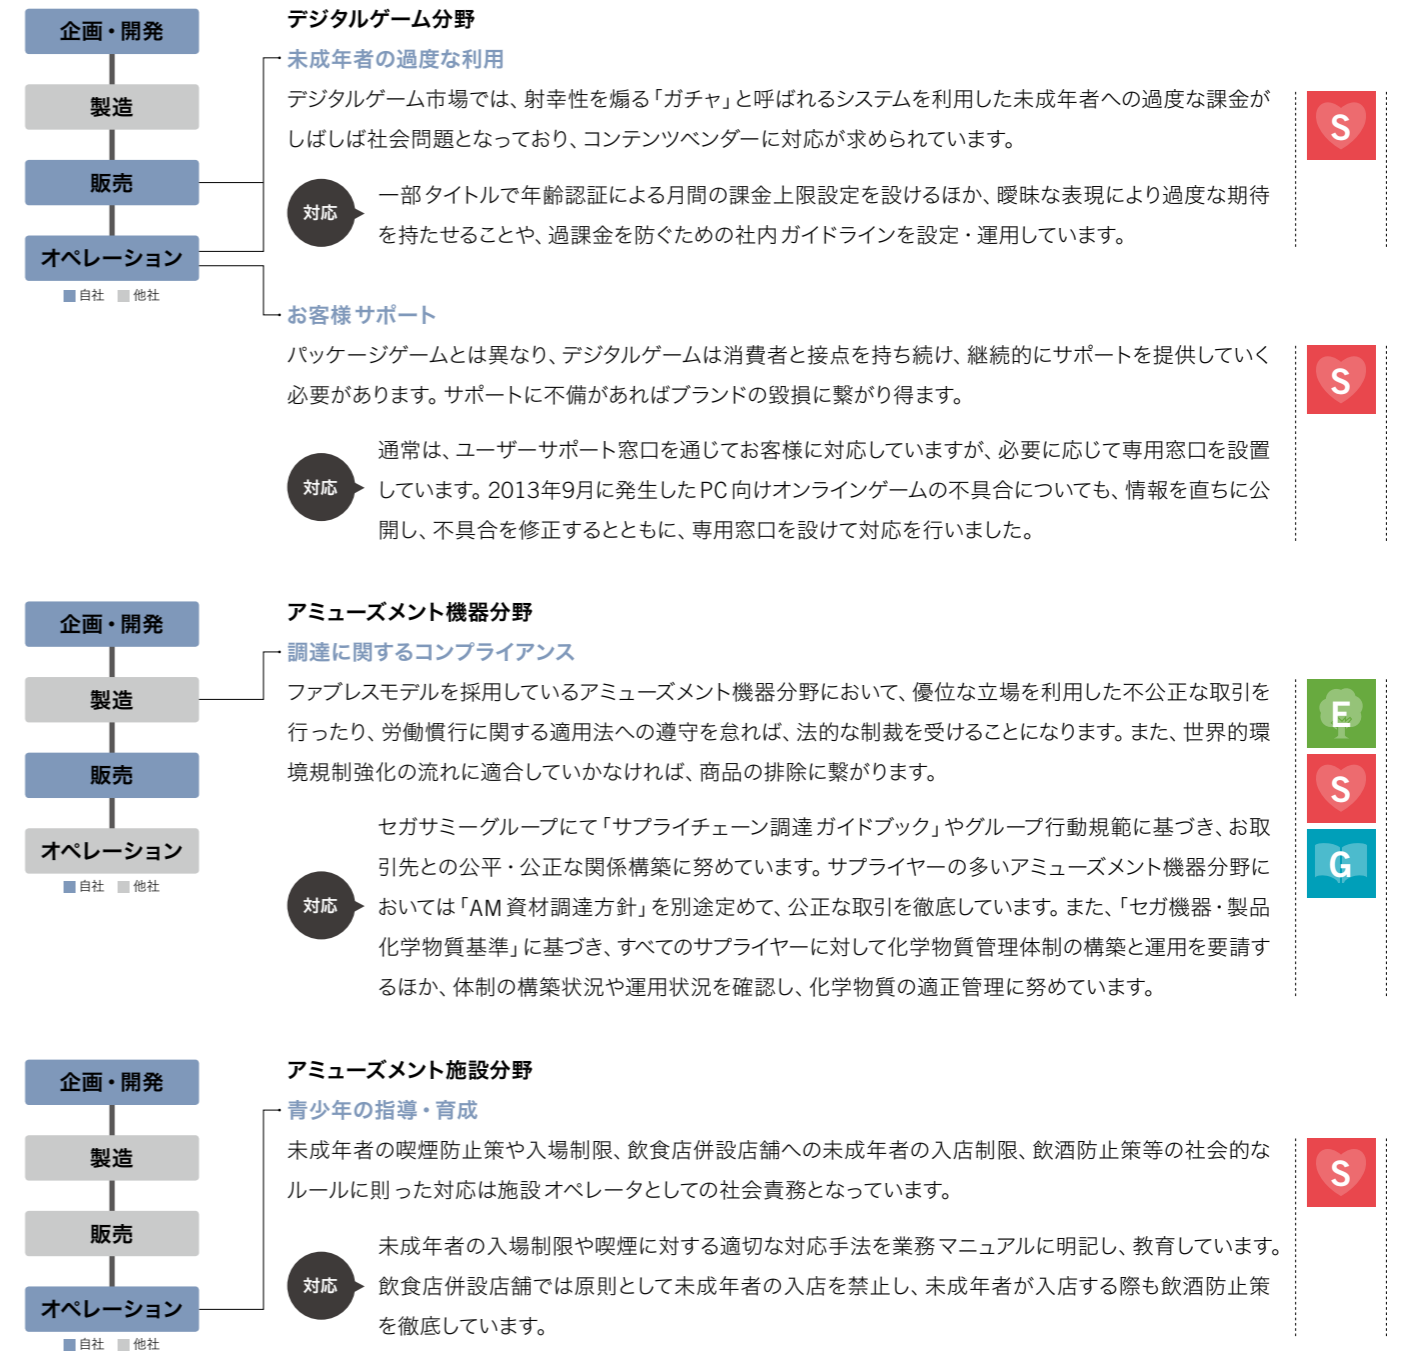 企画・開発
製造
販売
オペレーション
自社 他社
デジタルゲーム分野
未成年者の過度な利用
デジタルゲーム市場では、射幸性を煽る「ガチャ」と呼ばれるシステムを利用した未成年者への過度な課金が
しばしば社会問題となっており、コンテンツベンダーに対応が求められています。
S
対応
一部タイトルで年齢認証による月間の課金上限設定を設けるほか、曖昧な表現により過度な期待
を持たせることや、過課金を防ぐための社内ガイドラインを設定・運用しています。
お客様サポート
パッケージゲームとは異なり、デジタルゲームは消費者と接点を持ち続け、継続的にサポートを提供していく
必要があります。サポートに不備があればブランドの毀損に繋がり得ます。
S
対応
通常は、ユーザーサポート窓口を通じてお客様に対応していますが、必要に応じて専用窓口を設置
しています。2013年9月に発生したPC向けオンラインゲームの不具合についても、情報を直ちに公
開し、不具合を修正するとともに、専用窓口を設けて対応を行いました。
企画・開発
製造
販売
オペレーション
自社 他社
アミューズメント機器分野
調達に関するコンプライアンス
ファブレスモデルを採用しているアミューズメント機器分野において、優位な立場を利用した不公正な取引を
行ったり、労働慣行に関する適用法への遵守を怠れば、法的な制裁を受けることになります。また、世界的環
境規制強化の流れに適合していかなければ、商品の排除に繋がります。
E
S
G
対応
セガサミーグループにて「サプライチェーン調達ガイドブック」やグループ行動規範に基づき、お取
引先との公平・公正な関係構築に努めています。サプライヤーの多いアミューズメント機器分野に
おいては「AM資材調達方針」を別途定めて、公正な取引を徹底しています。また、「セガ機器・製品
化学物質基準」に基づき、すべてのサプライヤーに対して化学物質管理体制の構築と運用を要請す
るほか、体制の構築状況や運用状況を確認し、化学物質の適正管理に努めています。
企画・開発
製造
販売
オペレーション
自社 他社
アミューズメント施設分野
青少年の指導・育成
未成年者の喫煙防止策や入場制限、飲食店併設店舗への未成年者の入店制限、飲酒防止策等の社会的な
ルールに則った対応は施設オペレータとしての社会責務となっています。
S
対応
未成年者の入場制限や喫煙に対する適切な対応手法を業務マニュアルに明記し、教育しています。
飲食店併設店舗では原則として未成年者の入店を禁止し、未成年者が入店する際も飲酒防止策
を徹底しています。